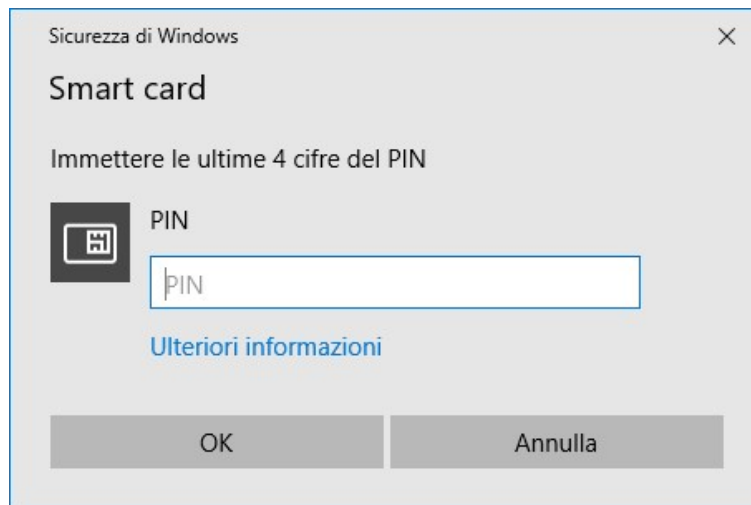 Sicurezza di Windows
Smart card
Immettere le ultime 4 cifre del PIN
PIN
PIN
Ulteriori informazioni
OK Annulla